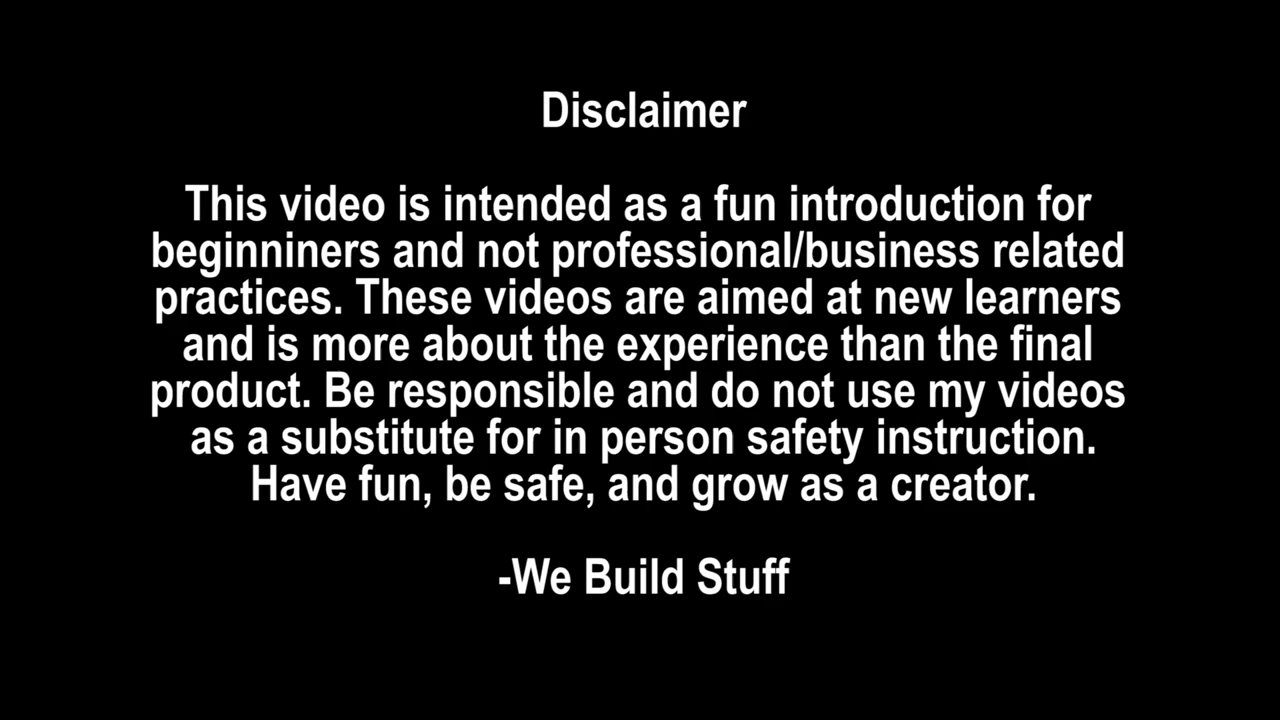 Disclaimer
This video is intended as a fun introduction for
beginniners and not professional/business related
practices. These videos are aimed at new learners
and is more about the experience than the final
product. Be responsible and do not use my videos
as a substitute for in person safety instruction.
Have fun, be safe, and grow as a creator.
-We Build Stuff